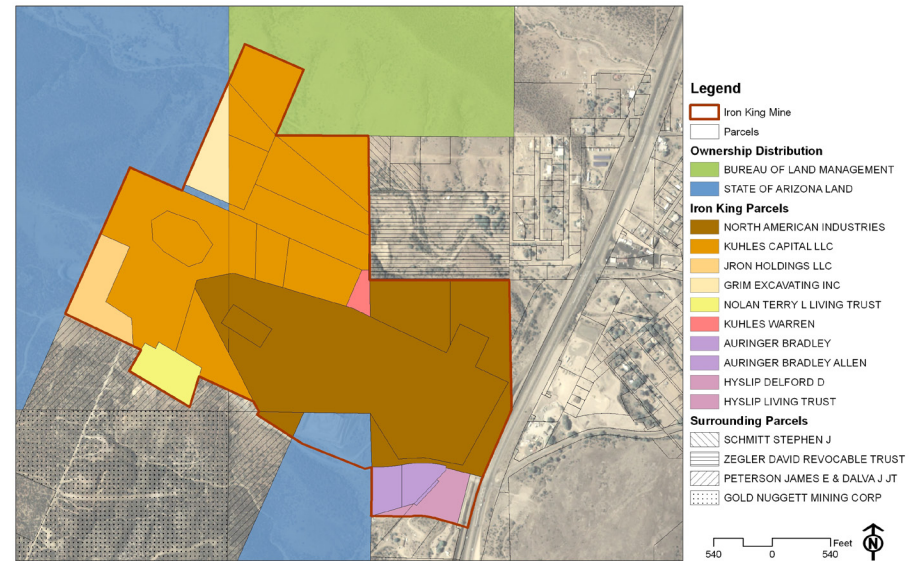 Legend
Iron King Mine
Parcels
Ownership Distribution
BUREAU OF LAND MANAGEMENT
STATE OF ARIZONA LAND
Iron King Parcels
NORTH AMERICAN INDUSTRIES
KUHLES CAPITAL LLC
JRON HOLDINGS LLC
GRIM EXCAVATING INC
NOLAN TERRY L LIVING TRUST
KUHLES WARREN
AURINGER BRADLEY
AURINGER BRADLEY ALLEN
HYSLIP DELFORD D
HYSLIP LIVING TRUST
Surrounding Parcels
SCHMITT STEPHEN J
ZEGLER DAVID REVOCABLE TRUST
PETERSON JAMES E & DALVA J JT
GOLD NUGGETT MINING CORP
Feet
540 0 540
N